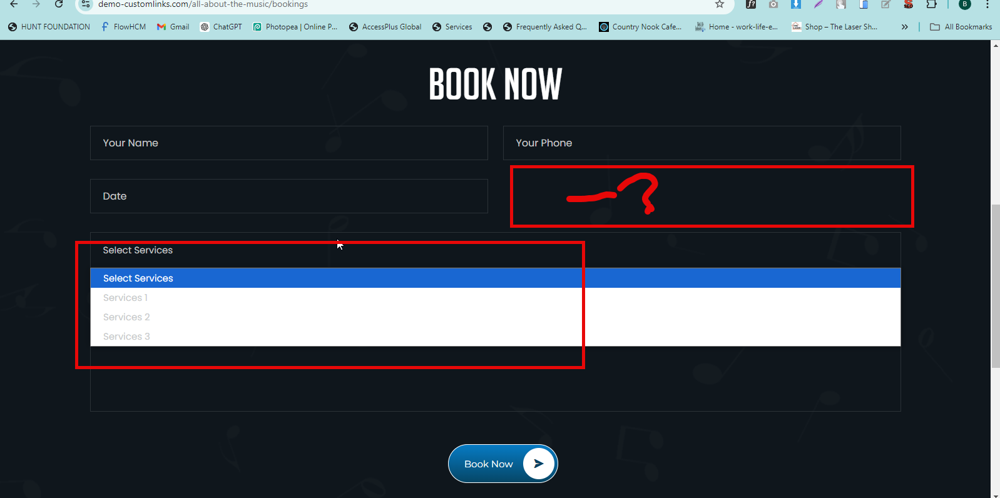 demo-customlinks.com/all-about-the-music/bookings
f?
SEO
B
HUNT FOUNDATION
FlowHCM
Gmail
ChatGPT
Photopea | Online P...
AccessPlus Global
Services
Frequently Asked Q...
Country Nook Cafe...
Home - work-life-e...
Shop – The Laser Sh...
»
All Bookmarks
BOOK NOW
Your Name
Your Phone
Date
?
Select Services
Select Services
Services 1
Services 2
Services 3
Book Now